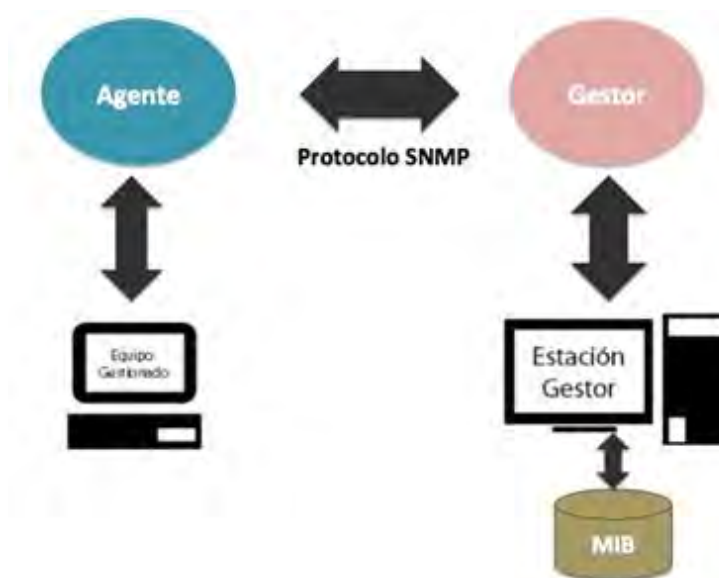 Agente
Gestor
Protocolo SNMP
Equipo
Gestionado
Estación
Gestor
MIB